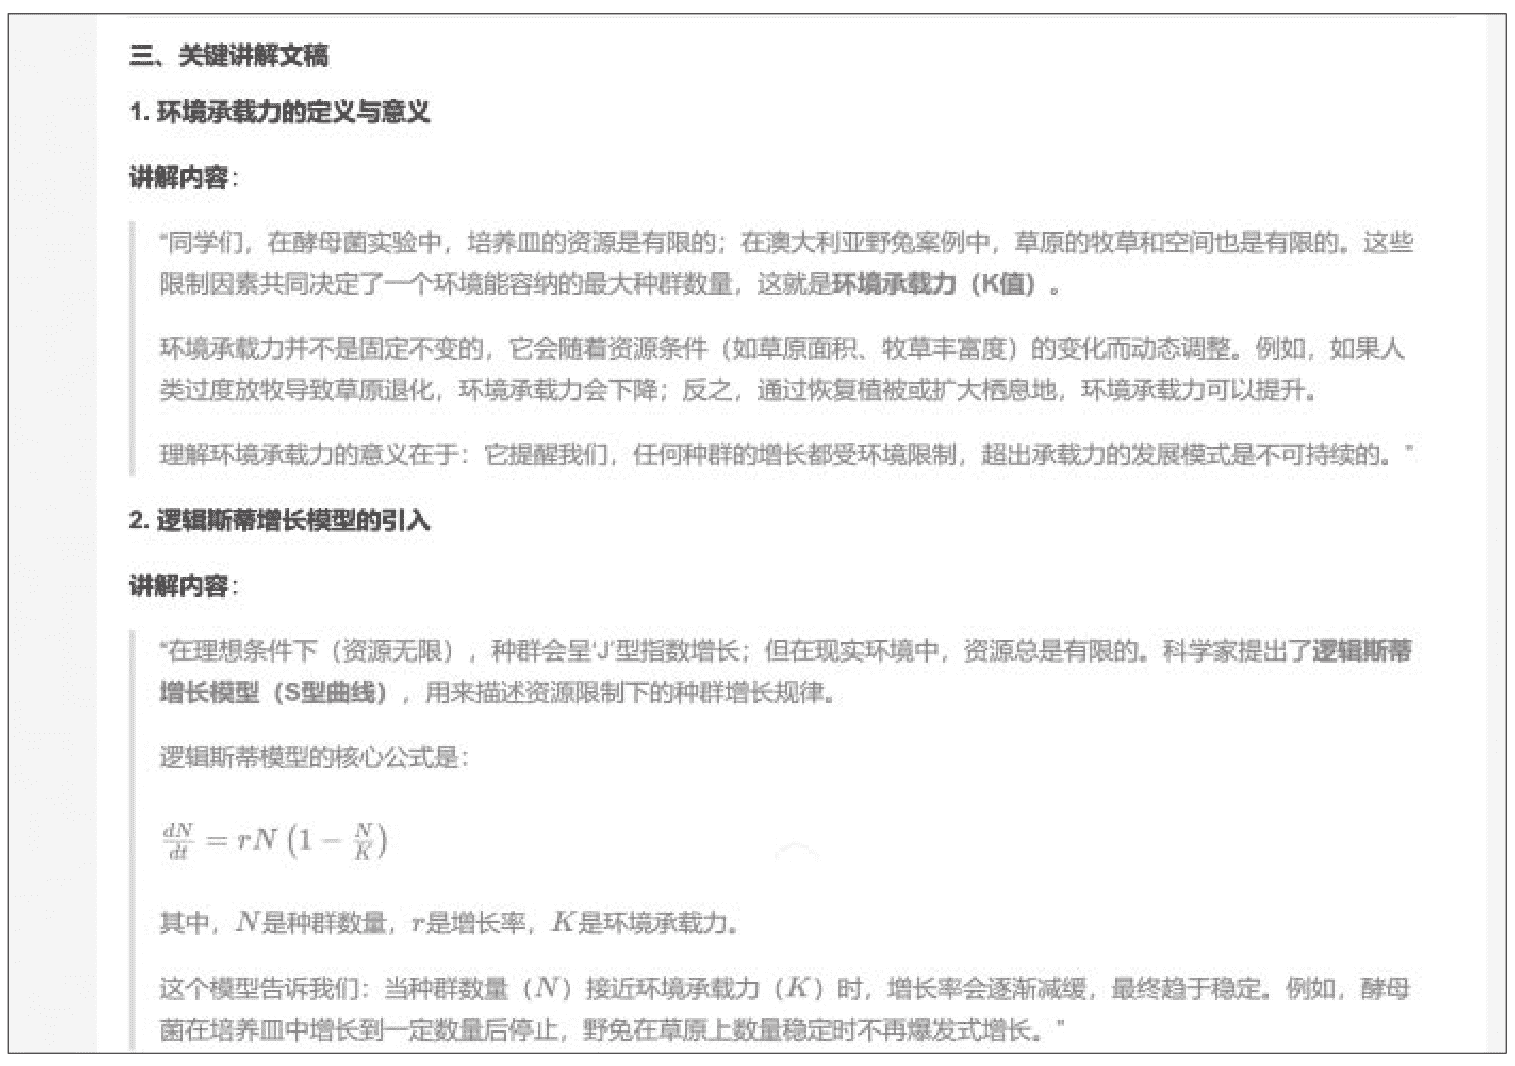 三、关键讲解文稿
1. 环境承载力的定义与意义
讲解内容：
“同学们，在酵母菌实验中，培养皿的资源是有限的；在澳大利亚野兔案例中，草原的牧草和空间也是有限的。这些
限制因素共同决定了一个环境能容纳的最大种群数量，这就是环境承载力（K值）。
环境承载力并不是固定不变的，它会随着资源条件（如草原面积、牧草丰富度）的变化而动态调整。例如，如果人
类过度放牧导致草原退化，环境承载力会下降；反之，通过恢复植被或扩大栖息地，环境承载力可以提升。
理解环境承载力的意义在于：它提醒我们，任何种群的增长都受环境限制，超出承载力的发展模式是不可持续的。”
2. 逻辑斯蒂增长模型的引入
讲解内容：
“在理想条件下（资源无限），种群会呈‘J’型指数增长；但在现实环境中，资源总是有限的。科学家提出了逻辑斯蒂
增长模型（S型曲线），用来描述资源限制下的种群增长规律。
逻辑斯蒂模型的核心公式是：
dN/dt = rN (1 − N/K)
其中，N是种群数量，r是增长率，K是环境承载力。
这个模型告诉我们：当种群数量（N）接近环境承载力（K）时，增长率会逐渐减缓，最终趋于稳定。例如，酵母
菌在培养皿中增长到一定数量后停止，野兔在草原上数量稳定时不再爆发式增长。”